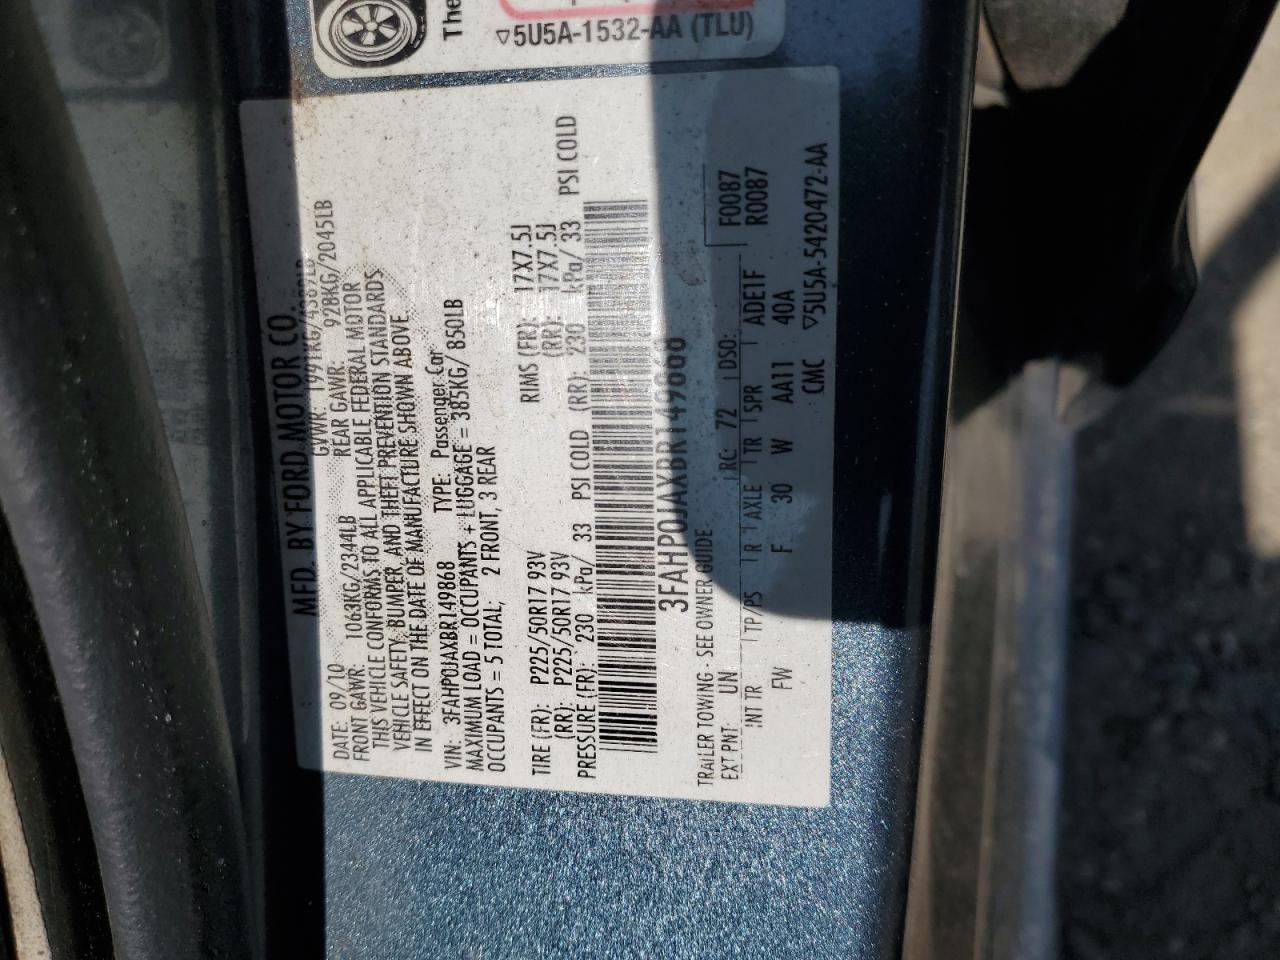 The
▽5U5A-1532-AA (TLU)
MFD. BY FORD MOTOR CO.
DATE: 09/10 GVWR: 1991KG/4389LB
FRONT GAWR: 1063KG/2344LB REAR GAWR: 928KG/2045LB
THIS VEHICLE CONFORMS TO ALL APPLICABLE FEDERAL MOTOR
VEHICLE SAFETY, BUMPER, AND THEFT PREVENTION STANDARDS
IN EFFECT ON THE DATE OF MANUFACTURE SHOWN ABOVE.
VIN: 3FAHP0JAXBR149868 TYPE: Passenger Car
MAXIMUM LOAD = OCCUPANTS + LUGGAGE = 385KG/ 850LB
OCCUPANTS = 5 TOTAL; 2 FRONT, 3 REAR
TIRE (FR): P225/50R17 93V RIMS (FR): 17X7.5J
(RR): P225/50R17 93V (RR): 17X7.5J
PRESSURE (FR): 230 kPa/ 33 PSI COLD (RR): 230 kPa/ 33 PSI COLD
3FAHP0JAXBR149868
TRAILER TOWING - SEE OWNER GUIDE F0087
EXT PNT: UN RC: 72 DSO: R0087
INT TR TP/PS R AXLE TR SPR ADE1F
FW F 30 W AA11 40A
CMC ▽5U5A-5420472-AA